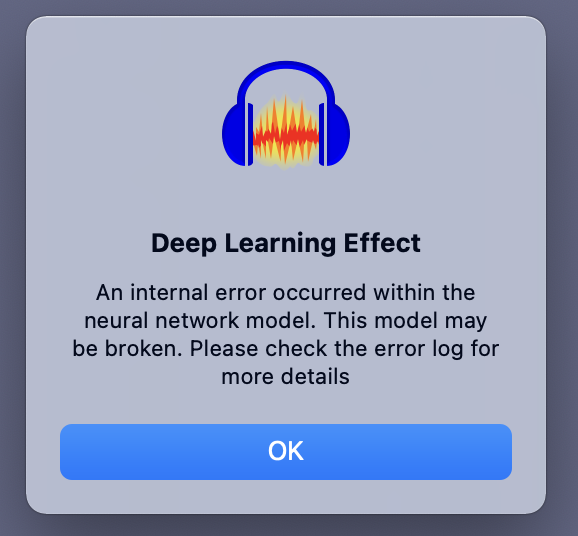 Deep Learning Effect
An internal error occurred within the
neural network model. This model may
be broken. Please check the error log for
more details
OK